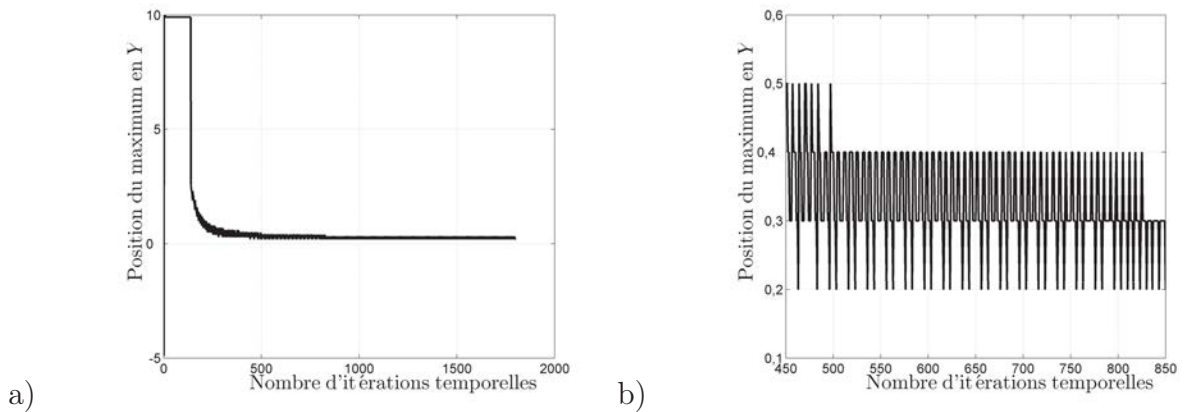 Position du maximum en Y
10
5
0
-5
0 500 1000 1500 2000
Nombre d'itérations temporelles
a)
Position du maximum en Y
0,6
0,5
0,4
0,3
0,2
0,1
450 500 550 600 650 700 750 800 850
Nombre d'itérations temporelles
b)